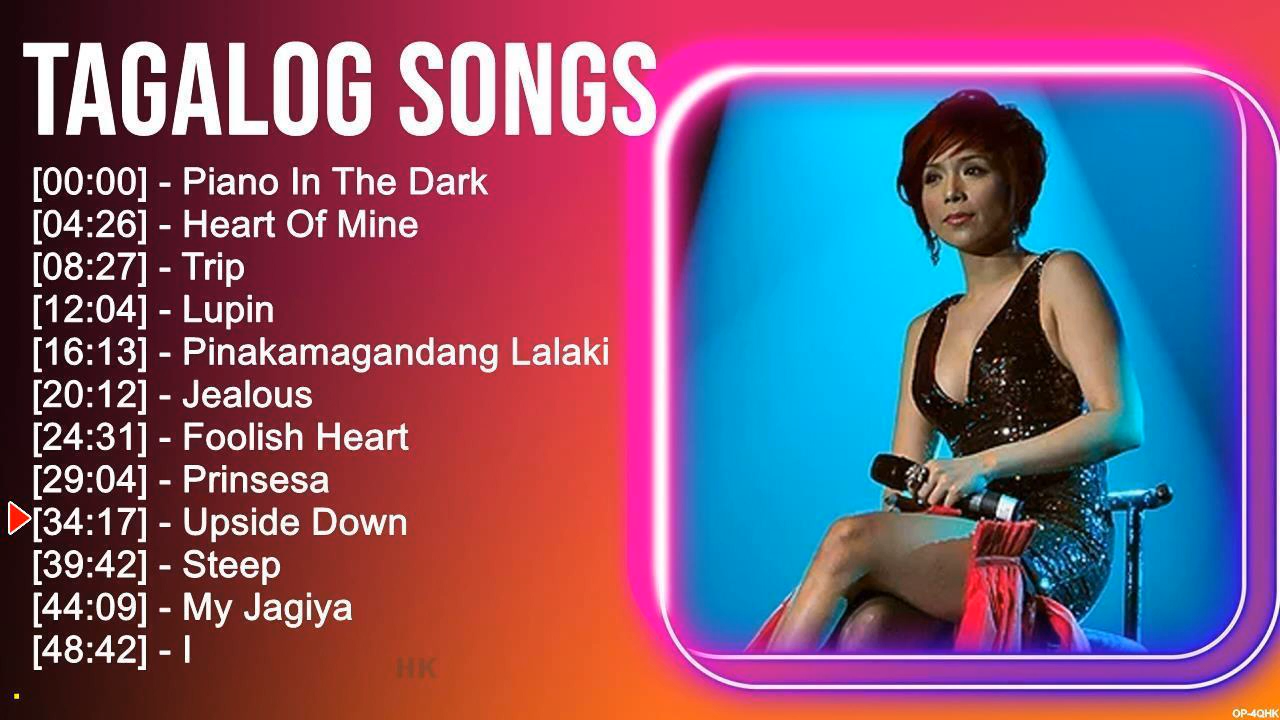 TAGALOG SONGS
[00:00] - Piano In The Dark
[04:26] - Heart Of Mine
[08:27] - Trip
[12:04] - Lupin
[16:13] - Pinakamagandang Lalaki
[20:12] - Jealous
[24:31] - Foolish Heart
[29:04] - Prinsesa
[34:17] - Upside Down
[39:42] - Steep
[44:09] - My Jagiya
[48:42] - I
HK
OP-4QHK